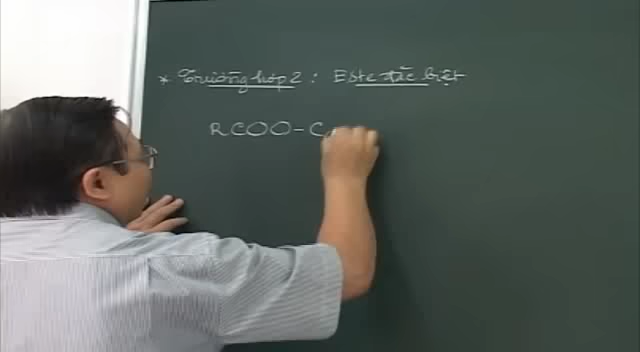 * Trường hợp 2 : Este đặc biệt
RCOO-C